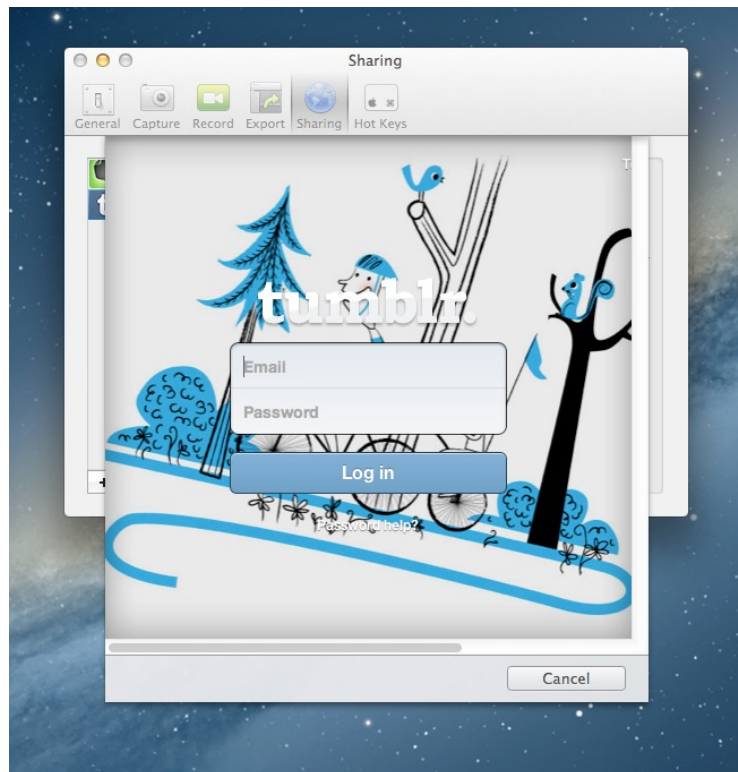 Sharing
General Capture Record Export Sharing Hot Keys
tumblr.
Email
Password
Log in
Password help?
Cancel